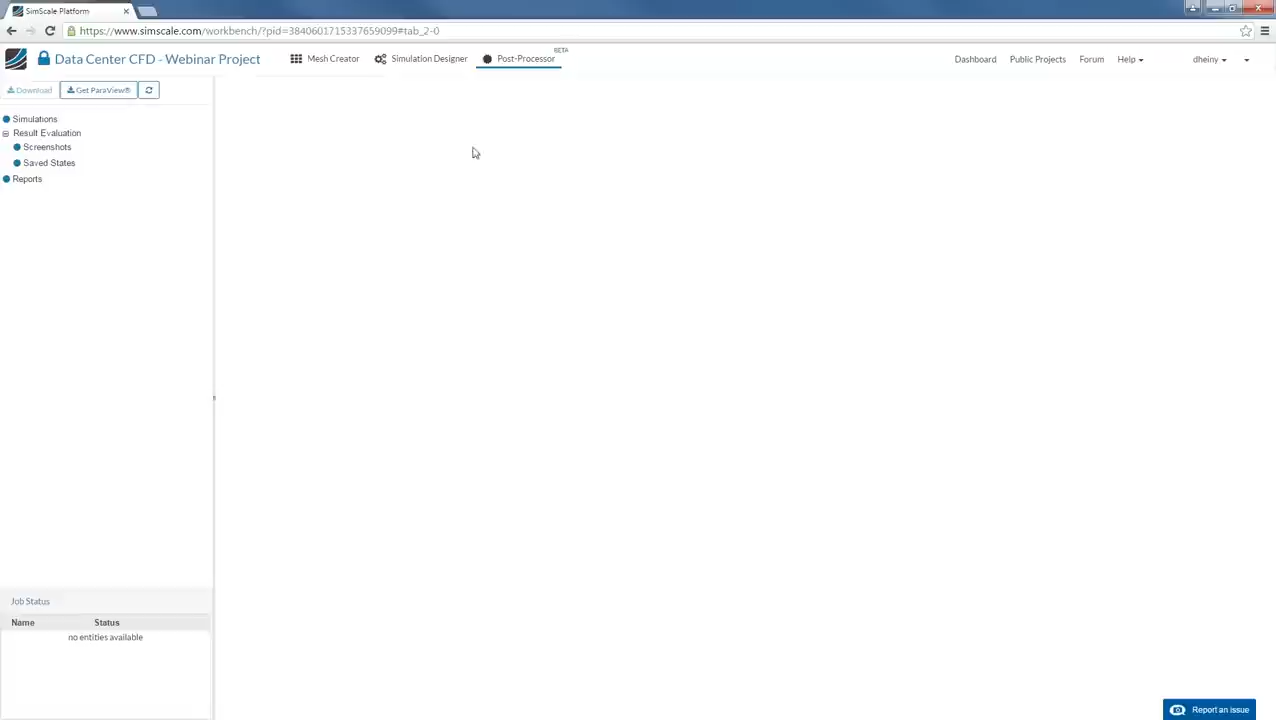 SimScale Platform
https://www.simscale.com/workbench/?pid=3840601715337659099#tab_2-0
Data Center CFD - Webinar Project
Mesh Creator
Simulation Designer
Post-Processor
BETA
Dashboard
Public Projects
Forum
Help
dheiny
Download
Get ParaView®
Simulations
Result Evaluation
Screenshots
Saved States
Reports
Job Status
Name Status
no entities available
Report an issue